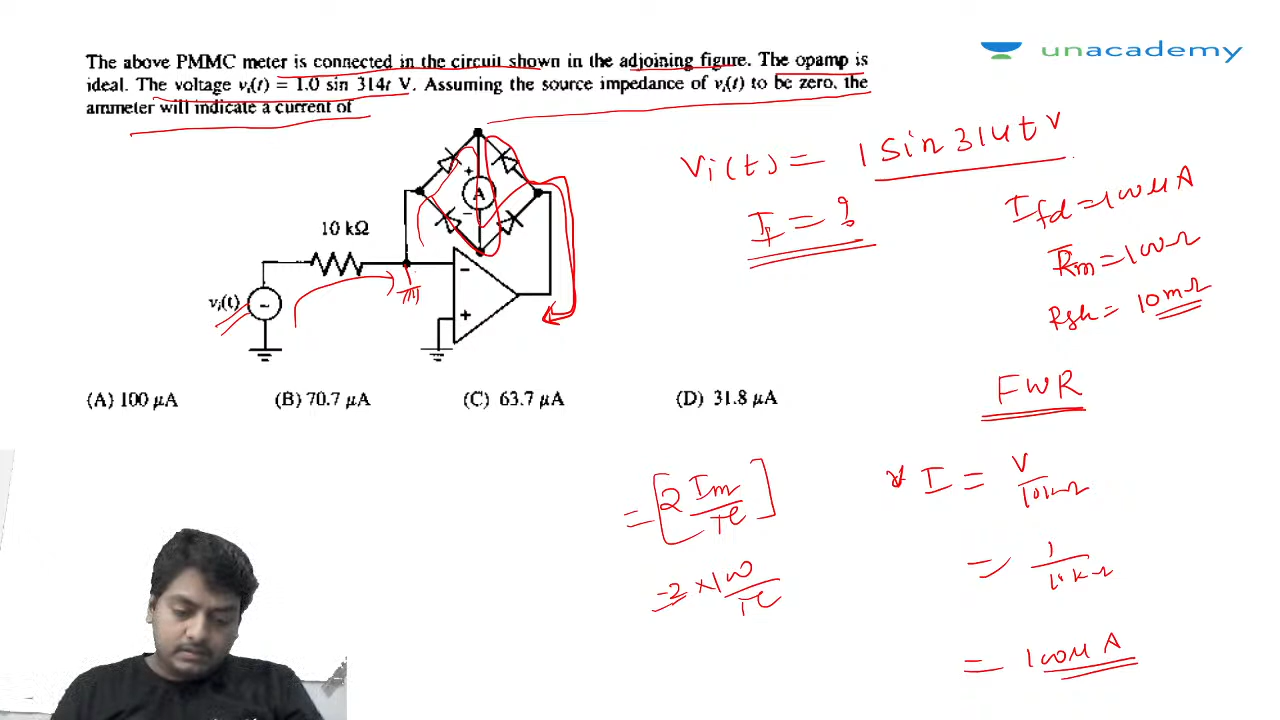 unacademy
The above PMMC meter is connected in the circuit shown in the adjoining figure. The opamp is
ideal. The voltage vᵢ(t) = 1.0 sin 314t V. Assuming the source impedance of vᵢ(t) to be zero, the
ammeter will indicate a current of
+
A
−
10 kΩ
−
vᵢ(t)
~
+
(A) 100 μA
(B) 70.7 μA
(C) 63.7 μA
(D) 31.8 μA
Vi(t) = 1 Sin 314t V
I = ?
Ifd = 100μA
Rm = 100Ω
Rsh = 10mΩ
FWR
I = V/10kΩ
= 1/10kΩ
= 100μA
= [2 Im/π]
= 2 × 100/π